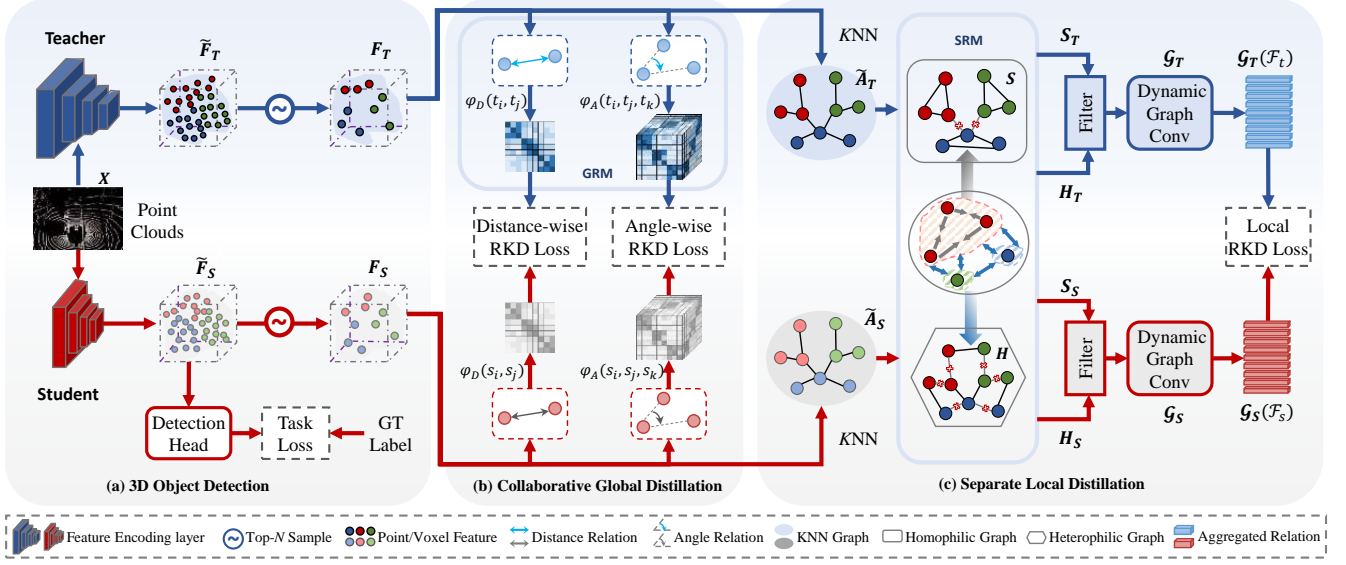 Teacher
F̃_T
F_T
X
Point
Clouds
F̃_S
F_S
Student
Detection
Head
Task
Loss
GT
Label
(a) 3D Object Detection
φ_D(t_i, t_j)
φ_A(t_i, t_j, t_k)
GRM
Distance-wise
RKD Loss
Angle-wise
RKD Loss
φ_D(s_i, s_j)
φ_A(s_i, s_j, s_k)
(b) Collaborative Global Distillation
KNN
Ã_T
Ã_S
KNN
SRM
S
H
S_T
H_T
Filter
𝒢_T
Dynamic
Graph
Conv
𝒢_T(ℱ_t)
Local
RKD Loss
S_S
H_S
Filter
Dynamic
Graph
Conv
𝒢_S
𝒢_S(ℱ_s)
(c) Separate Local Distillation
Feature Encoding layer
Top-N Sample
Point/Voxel Feature
Distance Relation
Angle Relation
KNN Graph
Homophilic Graph
Heterophilic Graph
Aggregated Relation